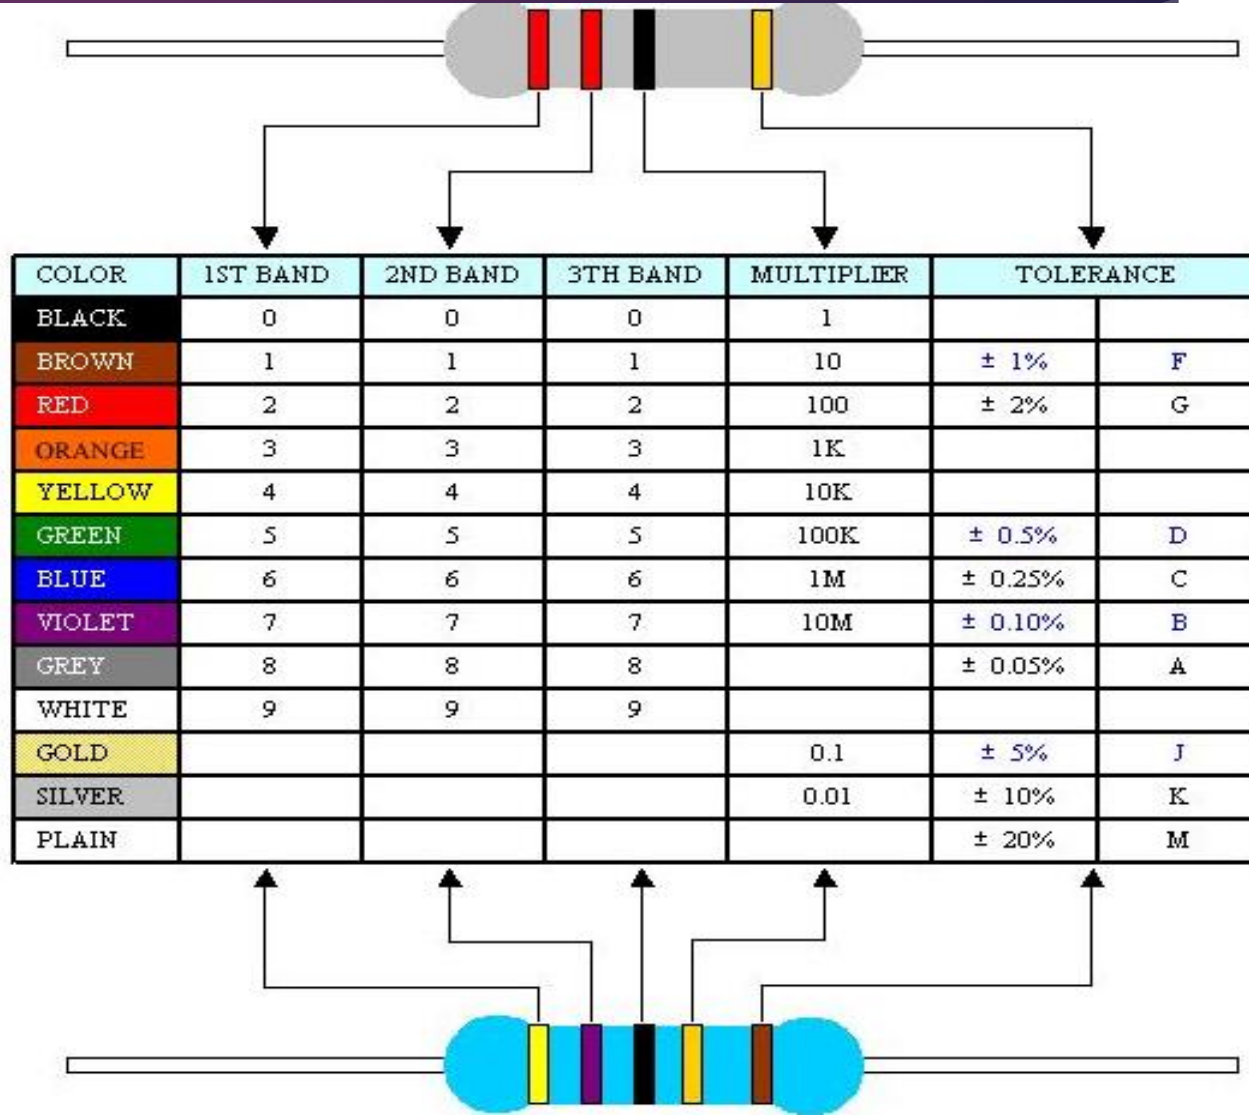 COLOR 1ST BAND 2ND BAND 3TH BAND MULTIPLIER TOLERANCE
BLACK 0 0 0 1
BROWN 1 1 1 10 ± 1% F
RED 2 2 2 100 ± 2% G
ORANGE 3 3 3 1K
YELLOW 4 4 4 10K
GREEN 5 5 5 100K ± 0.5% D
BLUE 6 6 6 1M ± 0.25% C
VIOLET 7 7 7 10M ± 0.10% B
GREY 8 8 8 ± 0.05% A
WHITE 9 9 9
GOLD 0.1 ± 5% J
SILVER 0.01 ± 10% K
PLAIN ± 20% M